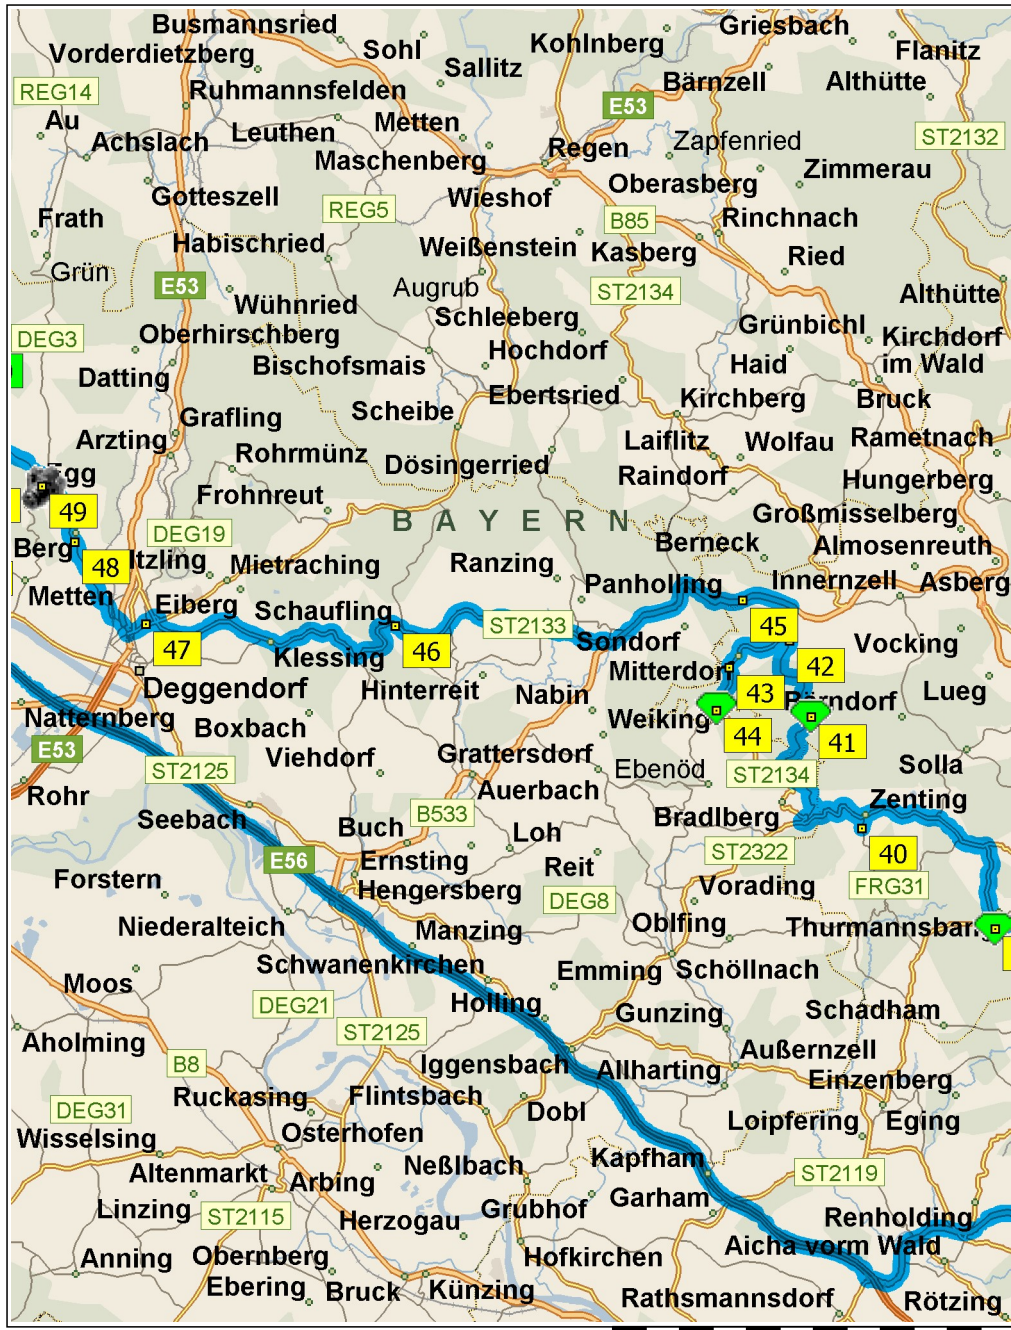 Busmannsried
Griesbach
Vorderdietzberg
Sohl
Kohlnberg
Flanitz
Sallitz
Bärnzell
Althütte
REG14
Ruhmannsfelden
E53
Au
Achslach
Leuthen
Metten
Regen
Zapfenried
ST2132
Maschenberg
Zimmerau
Gotteszell
REG5
Wieshof
Oberasberg
Frath
B85
Rinchnach
Habischried
Weißenstein
Kasberg
Ried
Grün
E53
Augrub
ST2134
Althütte
Wühnried
Schleeberg
Grünbichl
DEG3
Oberhirschberg
Hochdorf
Kirchdorf
im Wald
Datting
Bischofsmais
Haid
Ebertsried
Kirchberg
Bruck
Grafling
Scheibe
Arzting
Rohrmünz
Laiflitz
Wolfau
Rametnach
Egg
Dösingerried
Raindorf
Hungerberg
Frohnreut
49
BAYERN
Großmisselberg
Berg
DEG19
Berneck
Almosenreuth
48
Itzling
Mietraching
Ranzing
Panholling
Innernzell
Asberg
Metten
Eiberg
Schaufling
ST2133
45
47
46
Sondorf
Vocking
Klessing
Mitterdorf
42
Deggendorf
Hinterreit
Nabin
43
Bärndorf
Lueg
Natternberg
Boxbach
Weiking
44
41
E53
Viehdorf
Grattersdorf
ST2125
Ebenöd
ST2134
Solla
Rohr
Auerbach
Zenting
Seebach
B533
Bradlberg
Buch
Loh
E56
Ernsting
Reit
ST2322
40
Forstern
Hengersberg
DEG8
Vorading
FRG31
Niederalteich
Manzing
Oblfing
Thurmannsbang
Schwanenkirchen
Emming
Schöllnach
Moos
DEG21
Holling
Gunzing
Schadham
Aholming
ST2125
Iggensbach
Außernzell
B8
Allharting
Einzenberg
DEG31
Ruckasing
Flintsbach
Dobl
Loipfering
Eging
Wisselsing
Osterhofen
Altenmarkt
Arbing
Neßlbach
Kapfham
ST2119
Linzing
ST2115
Herzogau
Grubhof
Garham
Renholding
Anning
Obernberg
Hofkirchen
Aicha vorm Wald
Ebering
Bruck
Künzing
Rathsmannsdorf
Rötzing